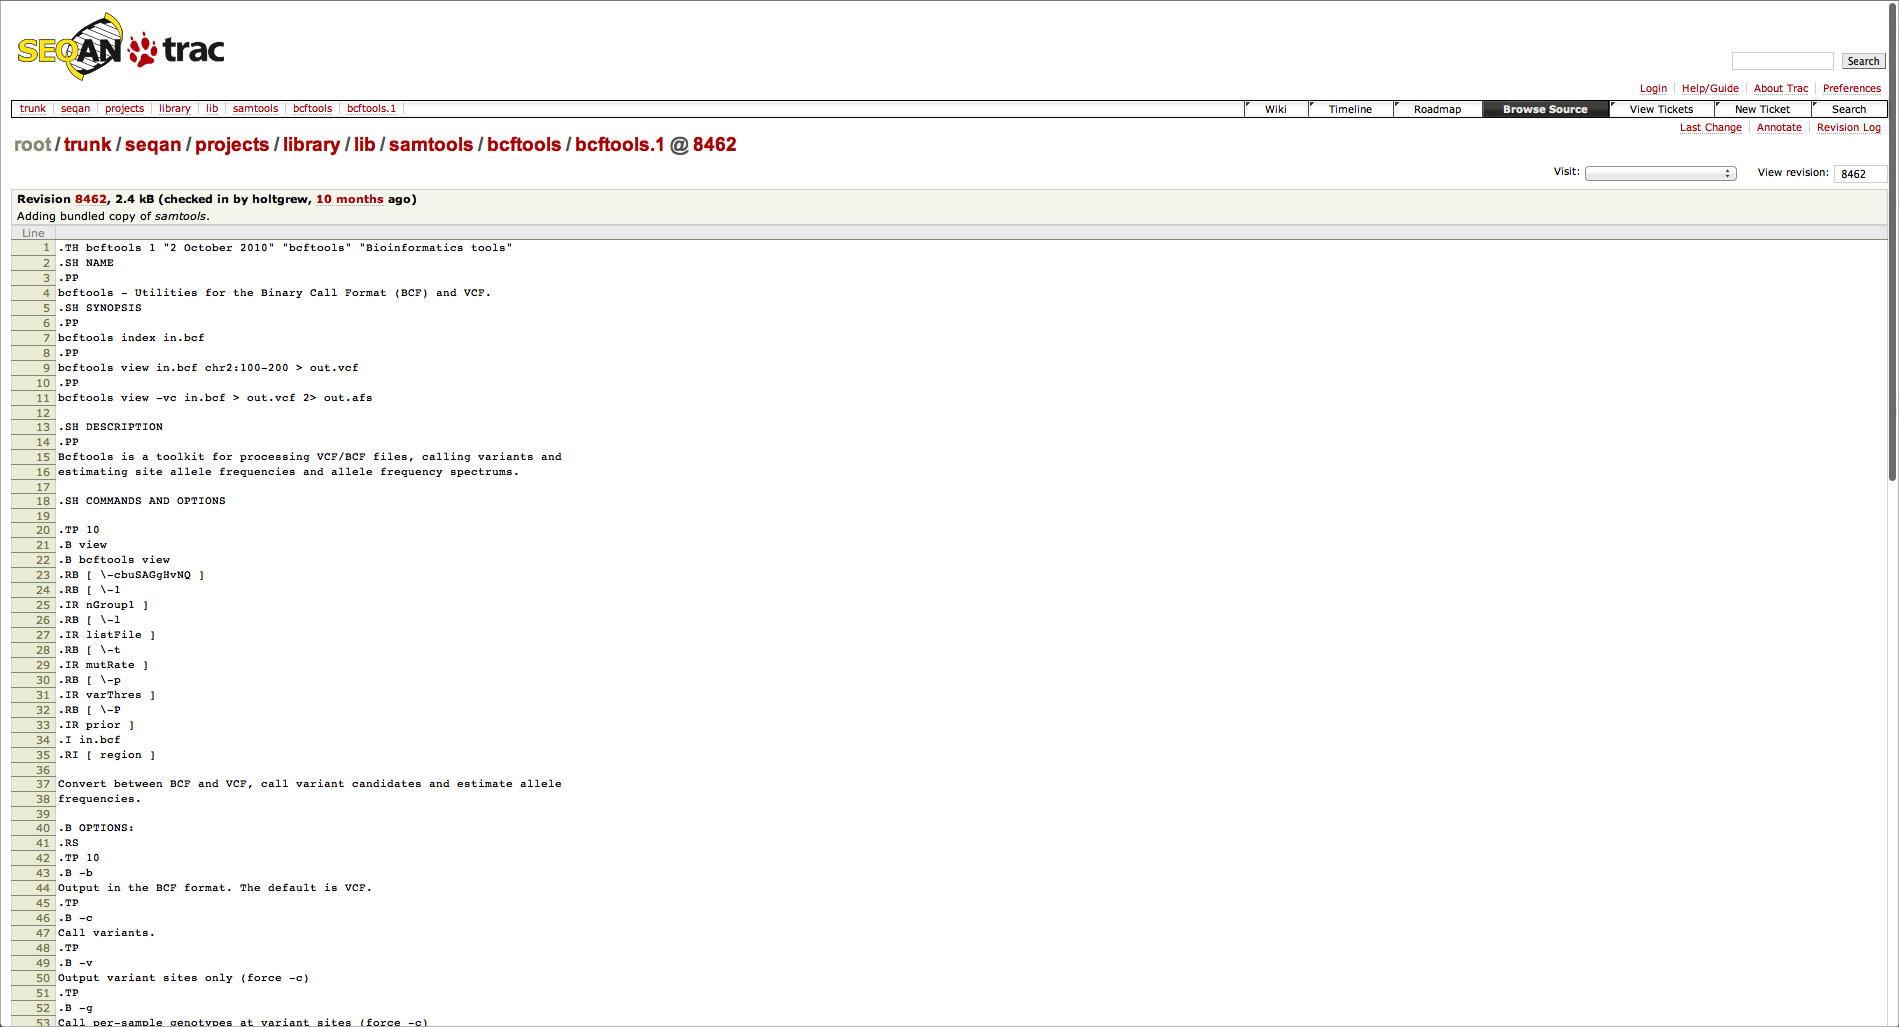 SEQAN trac
Search
Login Help/Guide About Trac Preferences
trunk seqan projects library lib samtools bcftools bcftools.1 Wiki Timeline Roadmap Browse Source View Tickets New Ticket Search
Last Change Annotate Revision Log
root / trunk / seqan / projects / library / lib / samtools / bcftools / bcftools.1 @ 8462
Visit: View revision: 8462
Revision 8462, 2.4 kB (checked in by holtgrew, 10 months ago)
Adding bundled copy of samtools.
Line
1 .TH bcftools 1 "2 October 2010" "bcftools" "Bioinformatics tools"
2 .SH NAME
3 .PP
4 bcftools - Utilities for the Binary Call Format (BCF) and VCF.
5 .SH SYNOPSIS
6 .PP
7 bcftools index in.bcf
8 .PP
9 bcftools view in.bcf chr2:100-200 > out.vcf
10 .PP
11 bcftools view -vc in.bcf > out.vcf 2> out.afs
12
13 .SH DESCRIPTION
14 .PP
15 Bcftools is a toolkit for processing VCF/BCF files, calling variants and
16 estimating site allele frequencies and allele frequency spectrums.
17
18 .SH COMMANDS AND OPTIONS
19
20 .TP 10
21 .B view
22 .B bcftools view
23 .RB [ \-cbuSAGgHvNQ ]
24 .RB [ \-1
25 .IR nGroup1 ]
26 .RB [ \-l
27 .IR listFile ]
28 .RB [ \-t
29 .IR mutRate ]
30 .RB [ \-p
31 .IR varThres ]
32 .RB [ \-P
33 .IR prior ]
34 .I in.bcf
35 .RI [ region ]
36
37 Convert between BCF and VCF, call variant candidates and estimate allele
38 frequencies.
39
40 .B OPTIONS:
41 .RS
42 .TP 10
43 .B -b
44 Output in the BCF format. The default is VCF.
45 .TP
46 .B -c
47 Call variants.
48 .TP
49 .B -v
50 Output variant sites only (force -c)
51 .TP
52 .B -g
53 Call per-sample genotypes at variant sites (force -c)